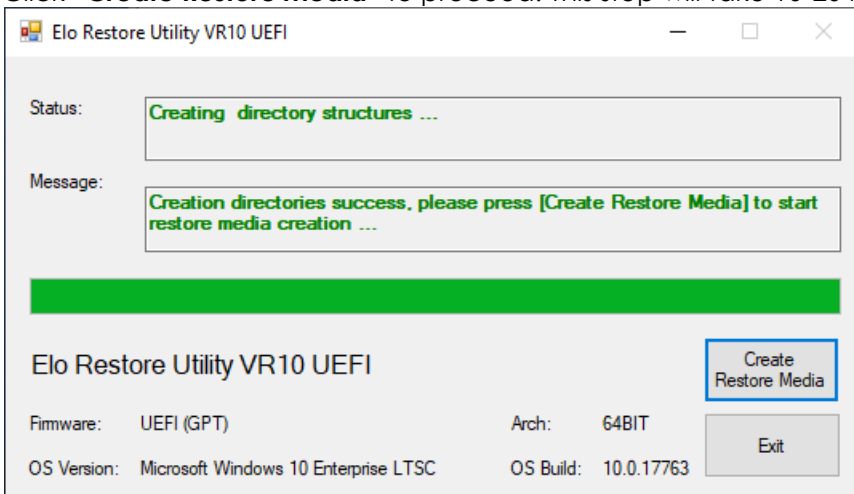 Elo Restore Utility VR10 UEFI
Status:
Creating directory structures ...
Message:
Creation directories success, please press [Create Restore Media] to start
restore media creation ...
Elo Restore Utility VR10 UEFI
Create
Restore Media
Firmware: UEFI (GPT) Arch: 64BIT
Exit
OS Version: Microsoft Windows 10 Enterprise LTSC OS Build: 10.0.17763